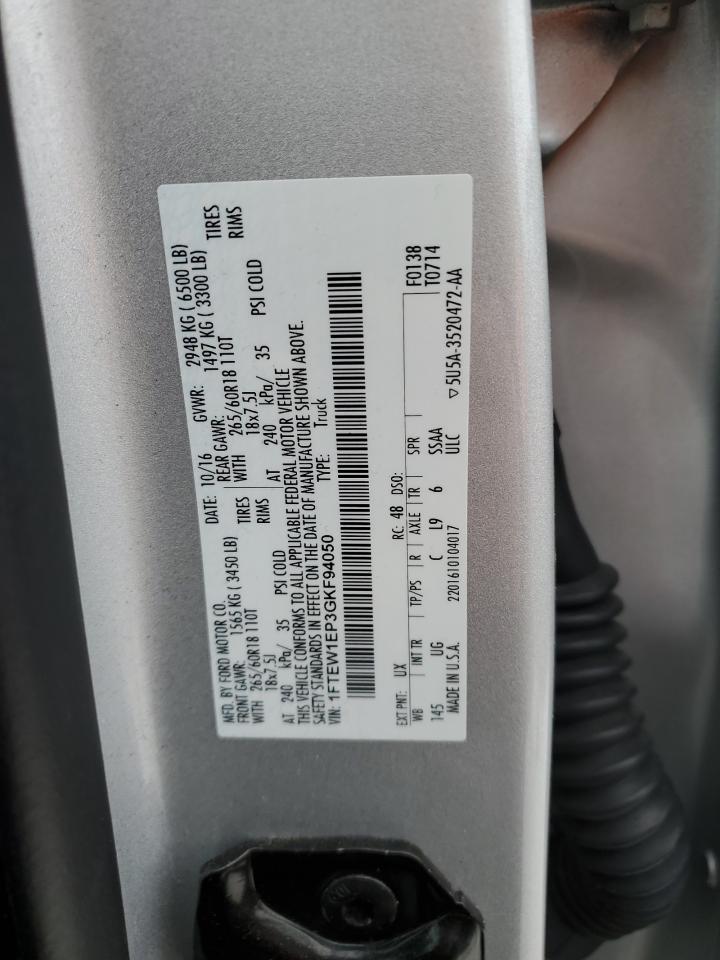 MFD. BY FORD MOTOR CO.
DATE: 10/16 GVWR: 2948 KG ( 6500 LB)
FRONT GAWR: 1565 KG ( 3450 LB)
REAR GAWR: 1497 KG ( 3300 LB)
WITH 265/60R18 110T TIRES
WITH 265/60R18 110T TIRES
18x7.5J RIMS
18x7.5J RIMS
AT 240 kPa/ 35 PSI COLD
AT 240 kPa/ 35 PSI COLD
THIS VEHICLE CONFORMS TO ALL APPLICABLE FEDERAL MOTOR VEHICLE
SAFETY STANDARDS IN EFFECT ON THE DATE OF MANUFACTURE SHOWN ABOVE.
VIN: 1FTEW1EP3GKF94050
TYPE: Truck
EXT PNT: UX RC: 48 DSO: F0138
WB INT TR TP/PS R AXLE TR SPR T0714
145 UG C L9 6 SSAA
MADE IN U.S.A. 2201610104017 ULC ▽5U5A-3520472-AA